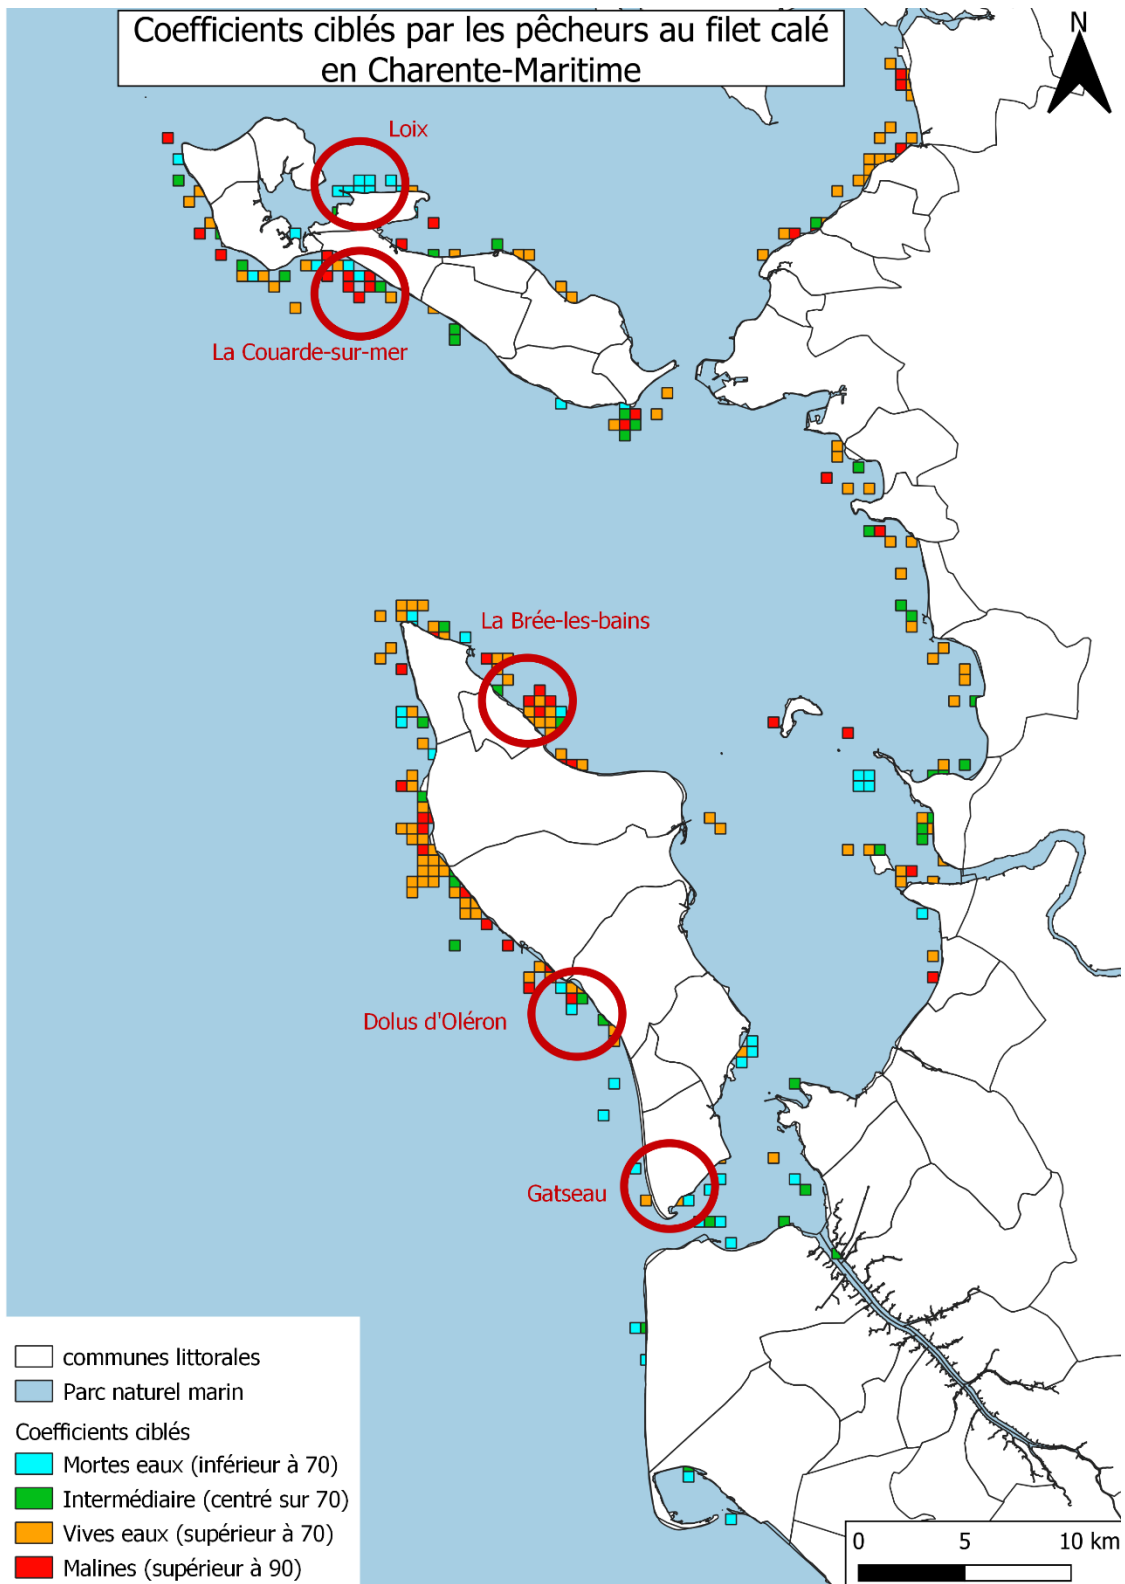 Coefficients ciblés par les pêcheurs au filet calé
en Charente-Maritime
N
Loix
La Couarde-sur-mer
La Brée-les-bains
Dolus d'Oléron
Gatseau
communes littorales
Parc naturel marin
Coefficients ciblés
Mortes eaux (inférieur à 70)
Intermédiaire (centré sur 70)
Vives eaux (supérieur à 70)
Malines (supérieur à 90)
0 5 10 km